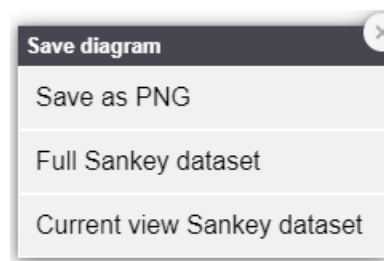 Save diagram
Save as PNG
Full Sankey dataset
Current view Sankey dataset